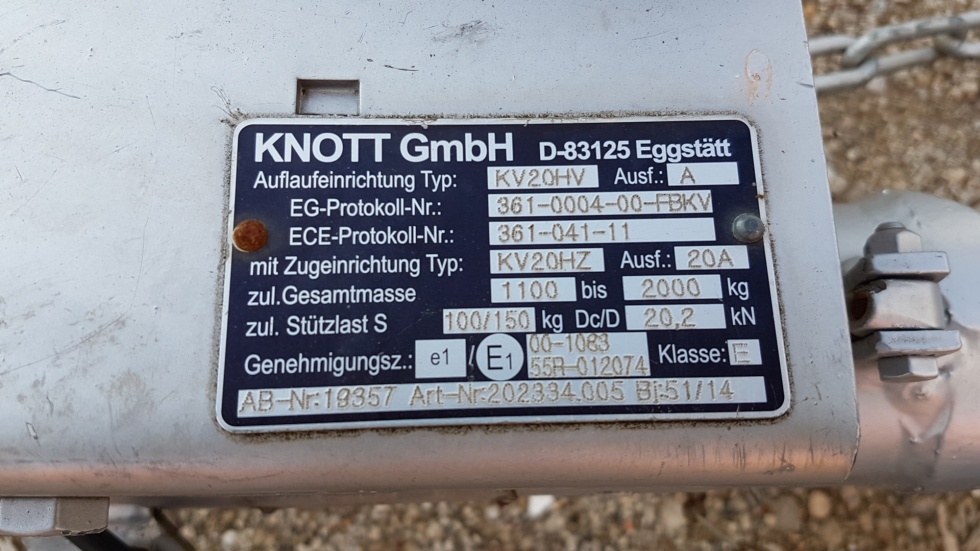 KNOTT GmbH D-83125 Eggstätt
Auflaufeinrichtung Typ: KV20HV Ausf.: A
EG-Protokoll-Nr.: 361-0004-00-FBKV
ECE-Protokoll-Nr.: 361-041-11
mit Zugeinrichtung Typ: KV20HZ Ausf.: 20A
zul.Gesamtmasse 1100 bis 2000 kg
zul. Stützlast S 100/150 kg Dc/D 20,2 kN
Genehmigungsz.: e1 / E1 00-1063 Klasse: E
55R-012074
AB-Nr:19357 Art-Nr:202334.005 Bj:51/14